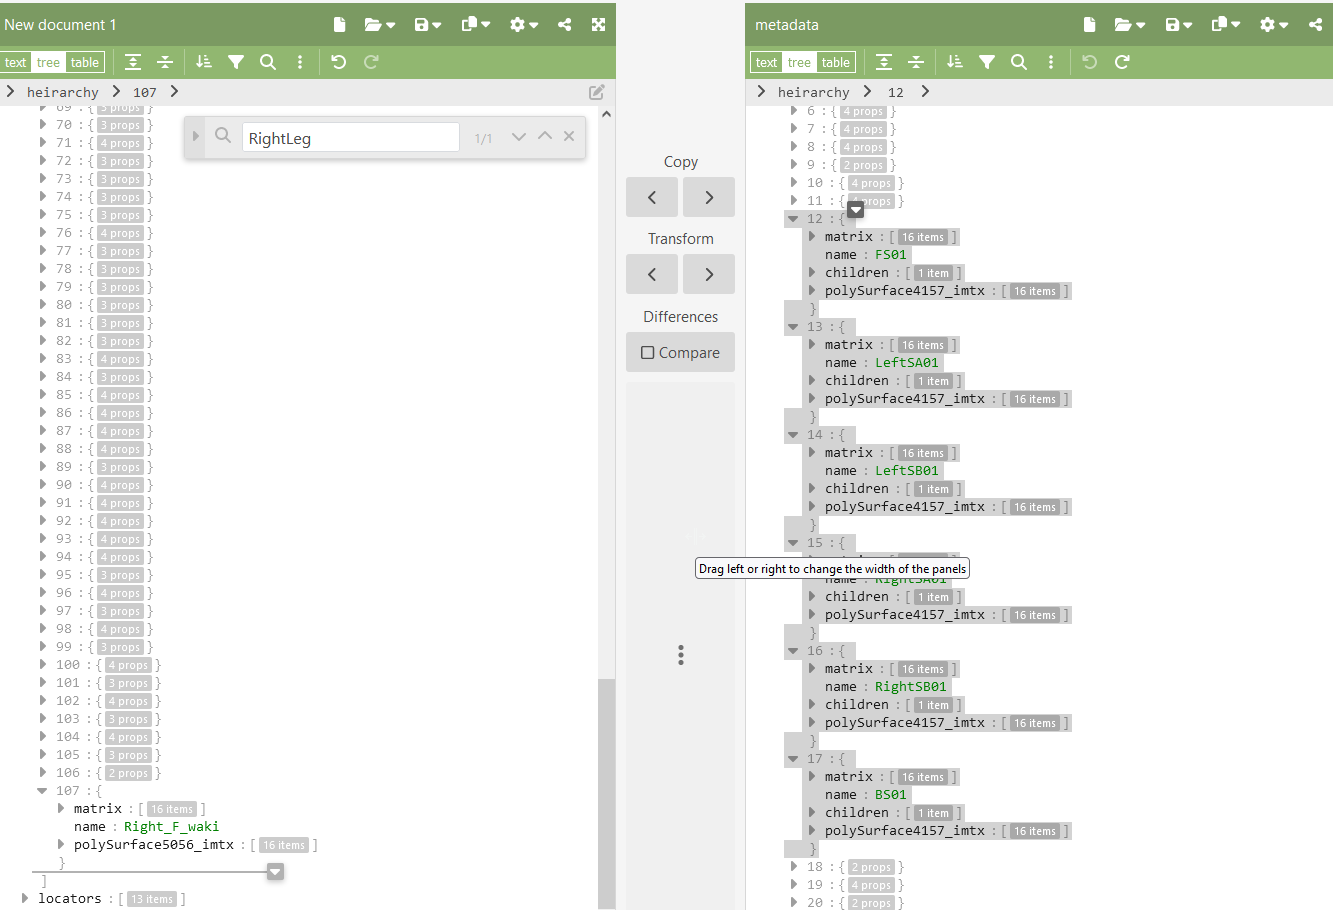 New document 1
text tree table
heirarchy 107
69 : { 3 props }
70 : { 3 props }
71 : { 4 props }
72 : { 3 props }
73 : { 3 props }
74 : { 3 props }
75 : { 3 props }
76 : { 4 props }
77 : { 3 props }
78 : { 3 props }
79 : { 3 props }
80 : { 3 props }
81 : { 3 props }
82 : { 3 props }
83 : { 4 props }
84 : { 3 props }
85 : { 4 props }
86 : { 4 props }
87 : { 4 props }
88 : { 4 props }
89 : { 3 props }
90 : { 4 props }
91 : { 4 props }
92 : { 4 props }
93 : { 4 props }
94 : { 4 props }
95 : { 3 props }
96 : { 4 props }
97 : { 3 props }
98 : { 4 props }
99 : { 3 props }
100 : { 4 props }
101 : { 3 props }
102 : { 4 props }
103 : { 3 props }
104 : { 4 props }
105 : { 3 props }
106 : { 2 props }
107 : {
matrix : [ 16 items ]
name : Right_F_waki
polySurface5056_imtx : [ 16 items ]
}
]
locators : [ 13 items ]
RightLeg 1/1
Copy
Transform
Differences
Compare
Drag left or right to change the width of the panels
metadata
text tree table
heirarchy 12
6 : { 4 props }
7 : { 4 props }
8 : { 4 props }
9 : { 2 props }
10 : { 4 props }
11 : { props }
12 : {
matrix : [ 16 items ]
name : FS01
children : [ 1 item ]
polySurface4157_imtx : [ 16 items ]
}
13 : {
matrix : [ 16 items ]
name : LeftSA01
children : [ 1 item ]
polySurface4157_imtx : [ 16 items ]
}
14 : {
matrix : [ 16 items ]
name : LeftSB01
children : [ 1 item ]
polySurface4157_imtx : [ 16 items ]
}
15 : {
name : RightSA01
children : [ 1 item ]
polySurface4157_imtx : [ 16 items ]
}
16 : {
matrix : [ 16 items ]
name : RightSB01
children : [ 1 item ]
polySurface4157_imtx : [ 16 items ]
}
17 : {
matrix : [ 16 items ]
name : BS01
children : [ 1 item ]
polySurface4157_imtx : [ 16 items ]
}
18 : { 2 props }
19 : { 4 props }
20 : { 2 props }